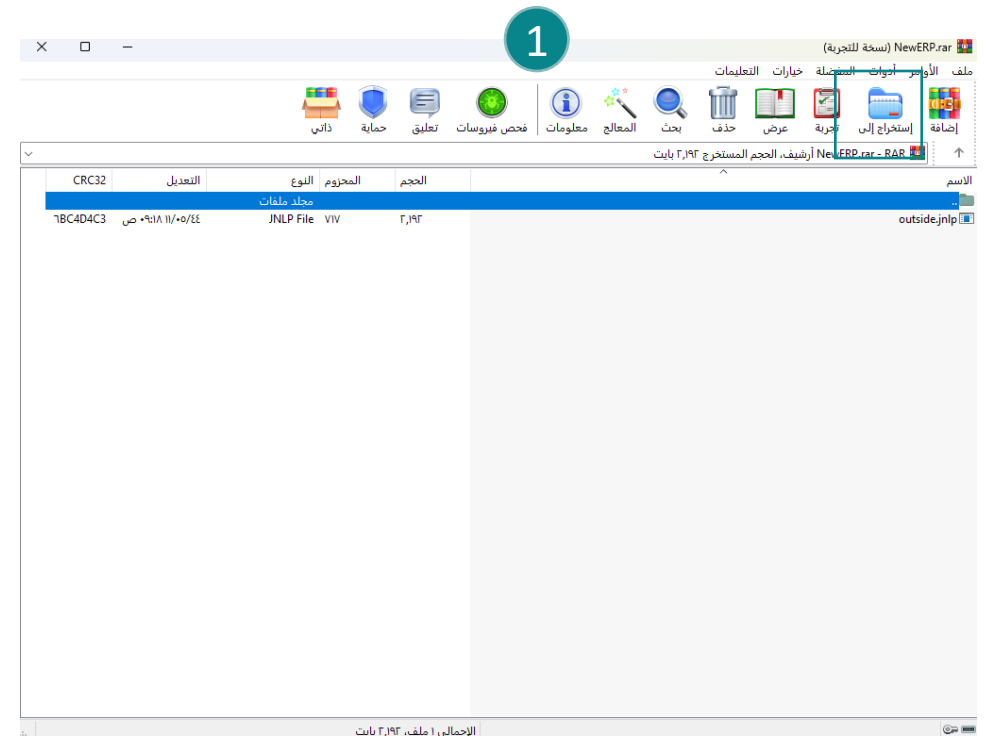 1
NewERP.rar (نسخة للتجربة)
ملف الأوامر أدوات المفضلة خيارات التعليمات
إضافة إستخراج إلى تجربة عرض حذف بحث المعالج معلومات فحص فيروسات تعليق حماية ذاتي
NewERP.rar - RAR أرشيف، الحجم المستخرج ٢,١٩٢ بايت
الاسم الحجم المحزوم النوع التعديل CRC32
.. مجلد ملفات
outside.jnlp ٢,١٩٢ ٧١٧ JNLP File ١١/٠٥/٤٤ ٠٩:١٨ ص ٦BC4D4C3
الإجمالي ١ ملف، ٢,١٩٢ بايت